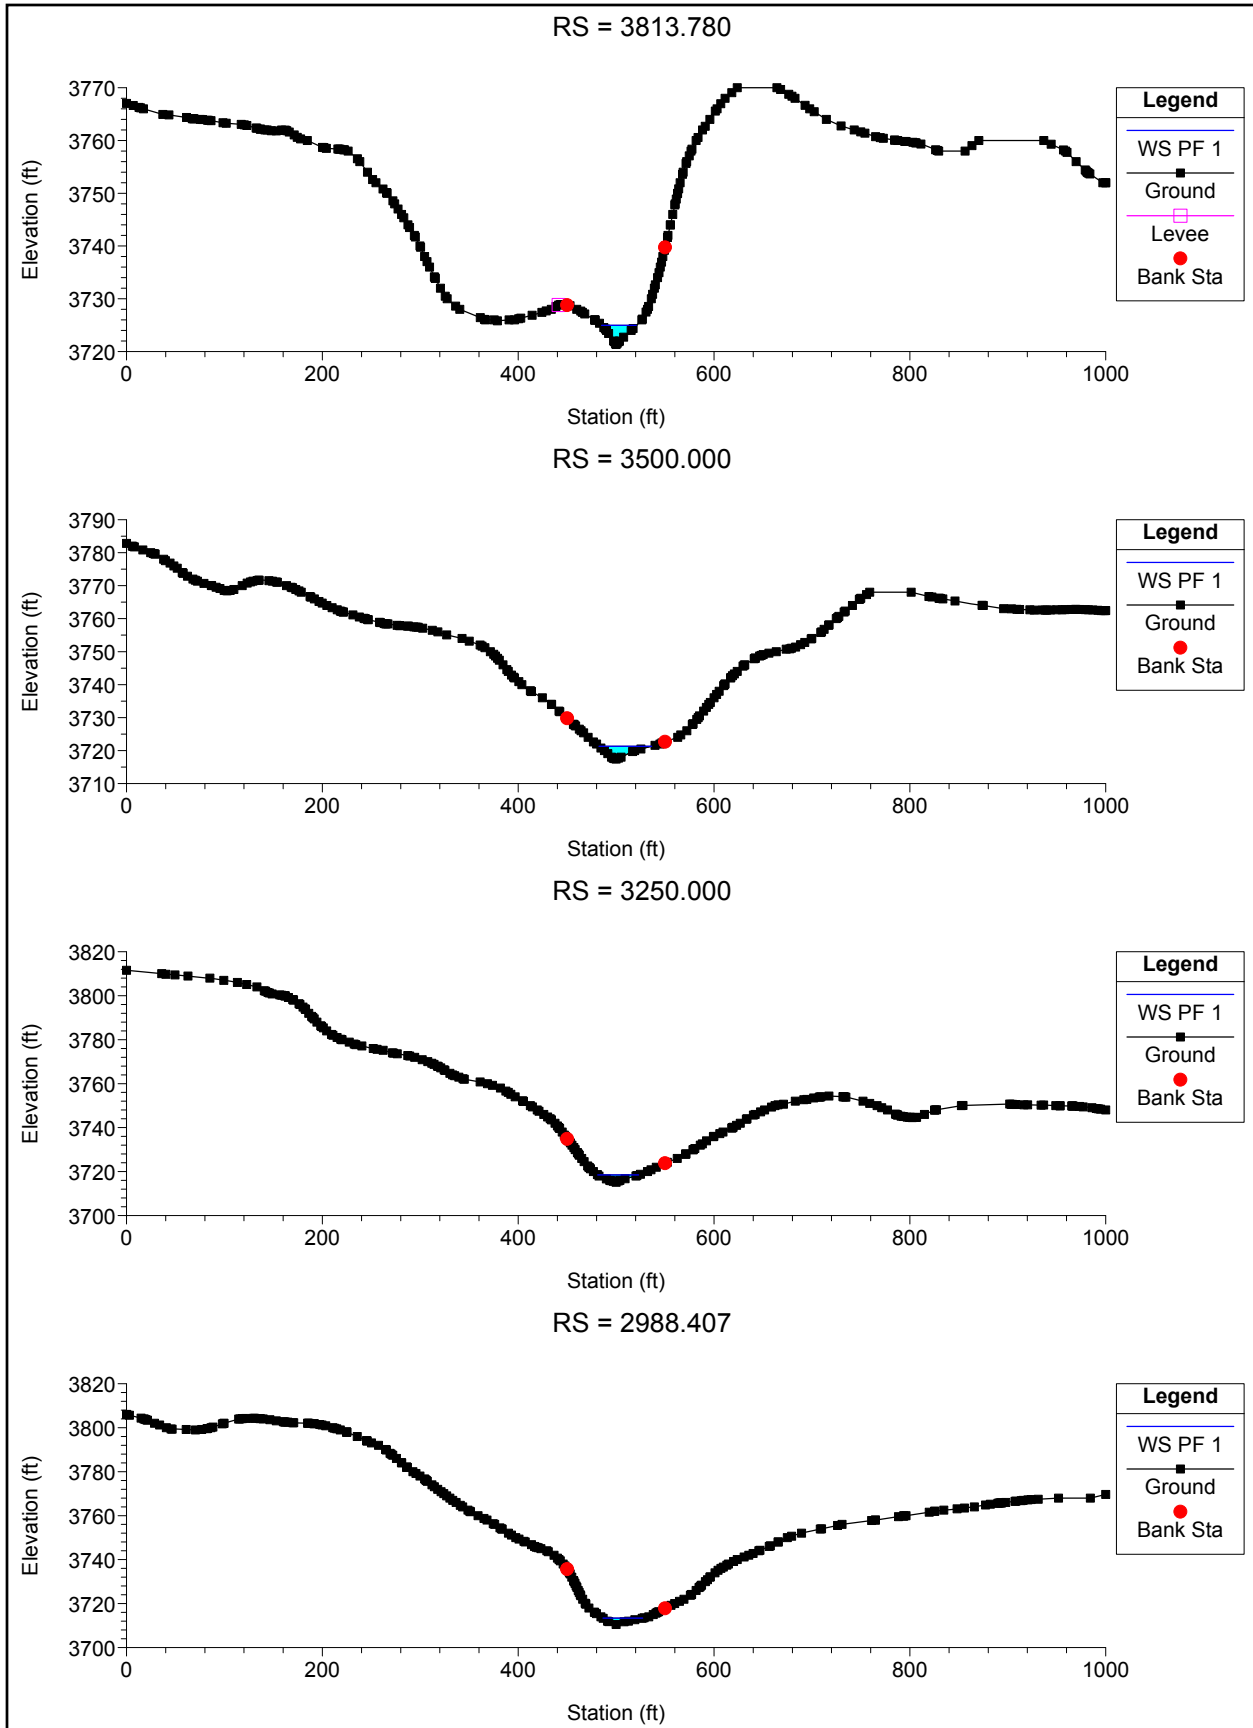 RS = 3813.780
3770
3760
3750
3740
3730
3720
Elevation (ft)
0 200 400 600 800 1000
Station (ft)
Legend
WS PF 1
Ground
Levee
Bank Sta
RS = 3500.000
3790
3780
3770
3760
3750
3740
3730
3720
3710
Elevation (ft)
0 200 400 600 800 1000
Station (ft)
Legend
WS PF 1
Ground
Bank Sta
RS = 3250.000
3820
3800
3780
3760
3740
3720
3700
Elevation (ft)
0 200 400 600 800 1000
Station (ft)
Legend
WS PF 1
Ground
Bank Sta
RS = 2988.407
3820
3800
3780
3760
3740
3720
3700
Elevation (ft)
0 200 400 600 800 1000
Station (ft)
Legend
WS PF 1
Ground
Bank Sta